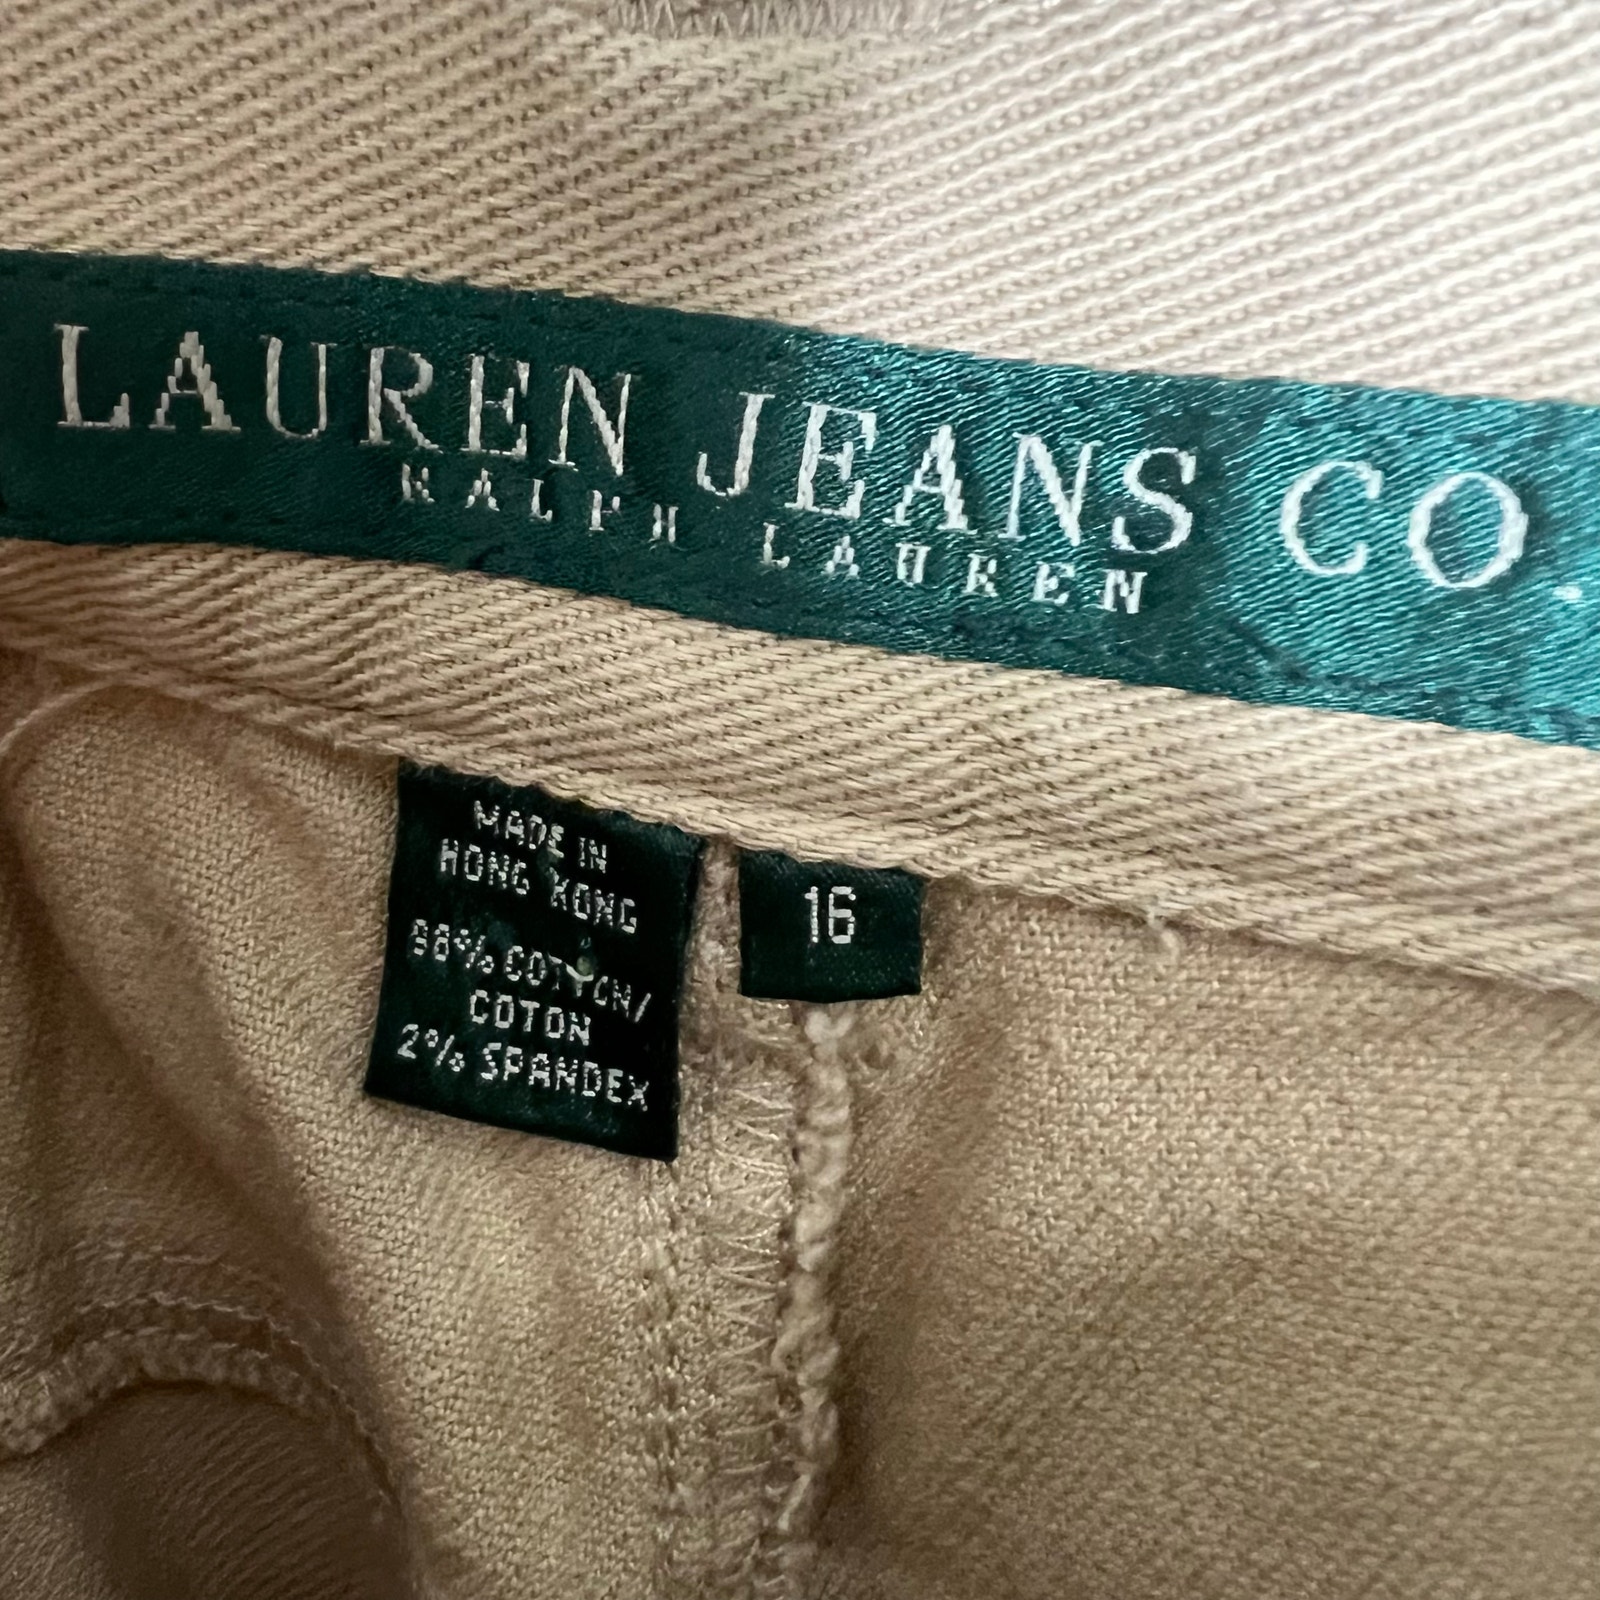 LAUREN JEANS CO.
RALPH LAUREN
MADE IN
HONG KONG
98% COTTON/
COTON
2% SPANDEX
16